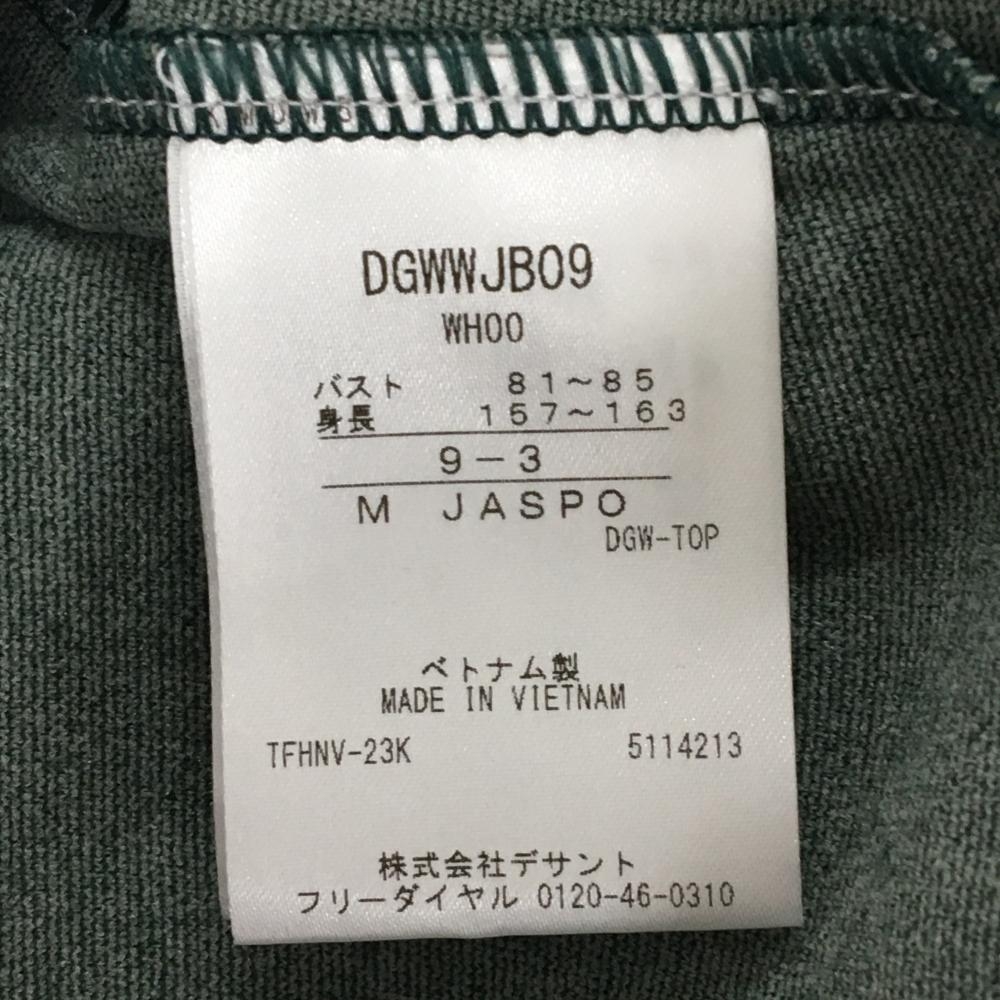 DGWWJB09
WH00
バスト 81～85
身長 157～163
9-3
M JASPO
DGW-TOP
ベトナム製
MADE IN VIETNAM
TFHNV-23K 5114213
株式会社デサント
フリーダイヤル 0120-46-0310